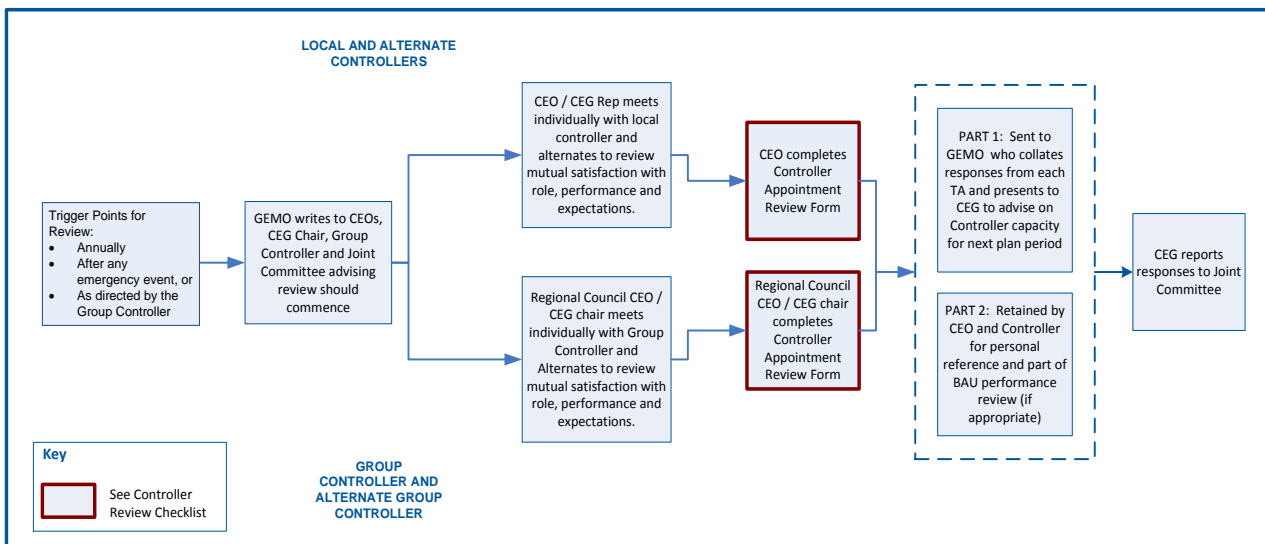 LOCAL AND ALTERNATE
CONTROLLERS
Trigger Points for
Review:
• Annually
• After any
emergency event, or
• As directed by the
Group Controller
GEMO writes to CEOs,
CEG Chair, Group
Controller and Joint
Committee advising
review should
commence
CEO / CEG Rep meets
individually with local
controller and
alternates to review
mutual satisfaction with
role, performance and
expectations.
CEO completes
Controller
Appointment
Review Form
Regional Council CEO /
CEG chair meets
individually with Group
Controller and
Alternates to review
mutual satisfaction with
role, performance and
expectations.
Regional Council
CEO / CEG chair
completes
Controller
Appointment
Review Form
PART 1: Sent to
GEMO who collates
responses from each
TA and presents to
CEG to advise on
Controller capacity
for next plan period
PART 2: Retained by
CEO and Controller
for personal
reference and part of
BAU performance
review (if
appropriate)
CEG reports
responses to Joint
Committee
Key
See Controller
Review Checklist
GROUP
CONTROLLER AND
ALTERNATE GROUP
CONTROLLER